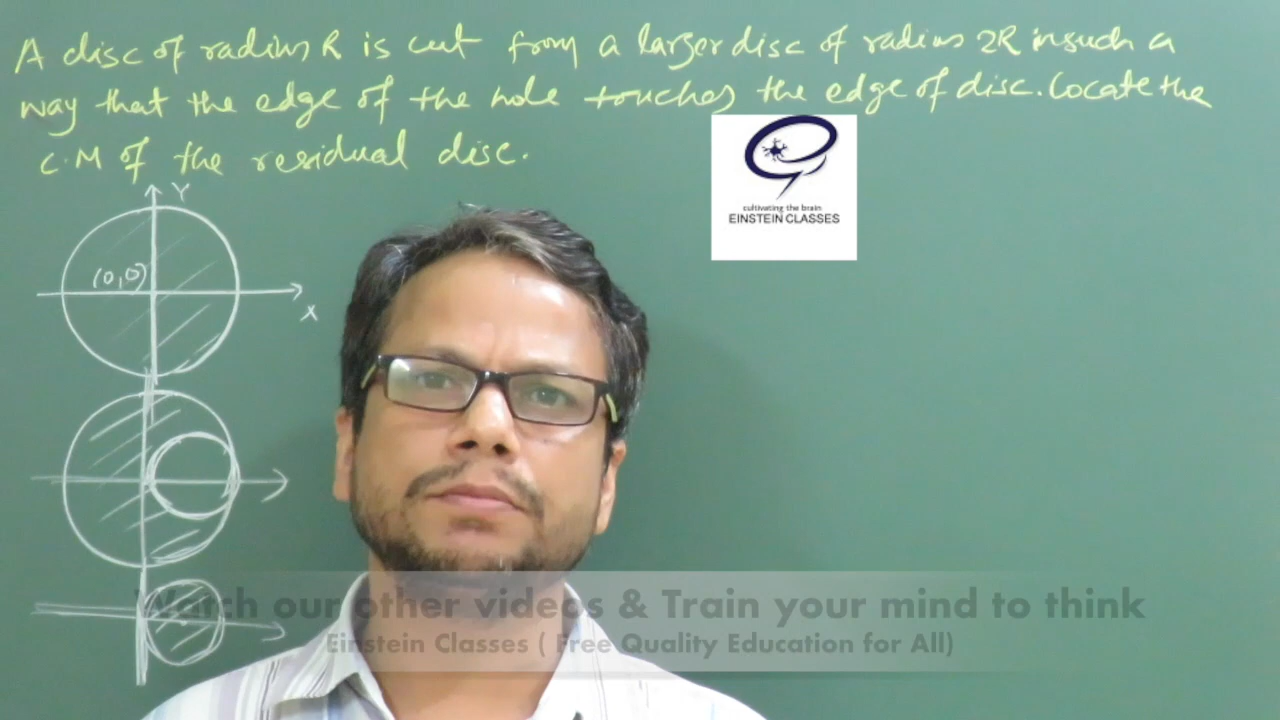 A disc of radius R is cut from a larger disc of radius 2R in such a
way that the edge of the hole touches the edge of disc. Locate the
C.M of the residual disc.
cultivating the brain
EINSTEIN CLASSES
Y
(0,0)
X
Watch our other videos & Train your mind to think
Einstein Classes ( Free Quality Education for All)